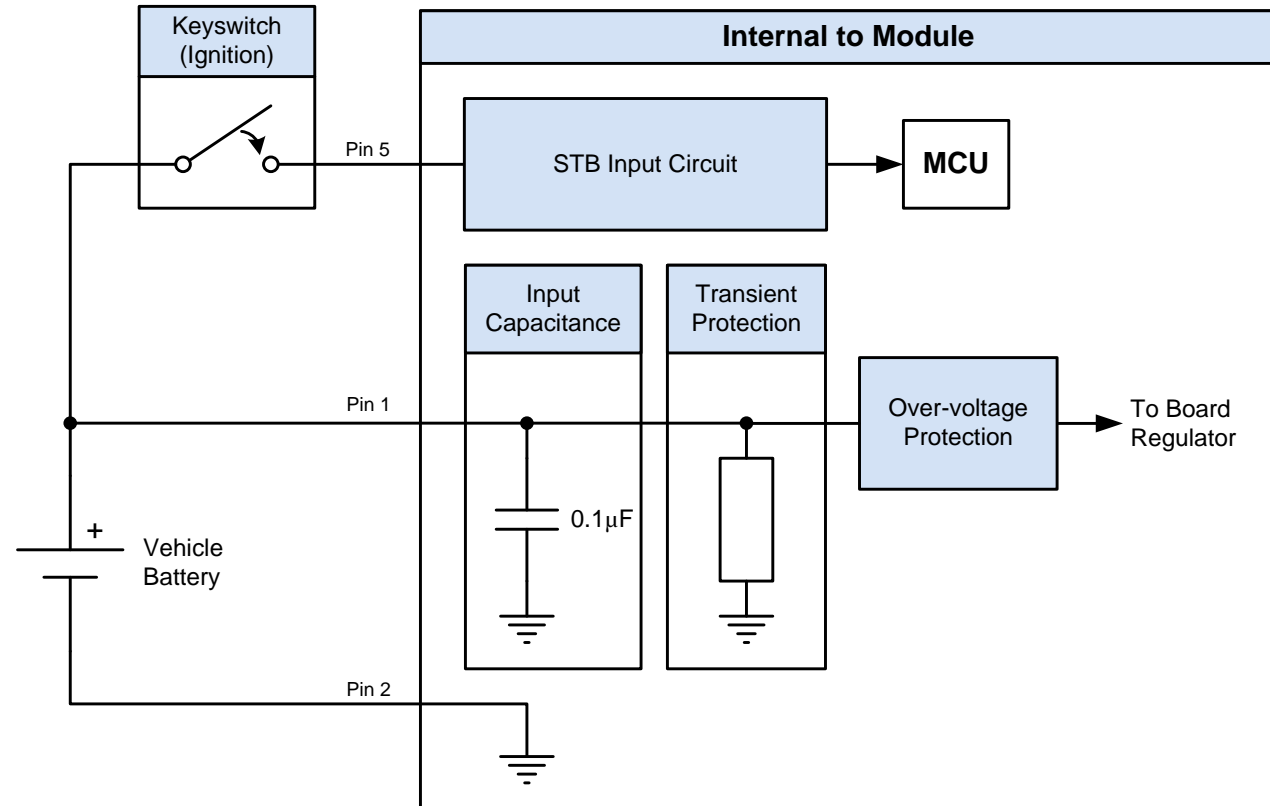 Keyswitch
(Ignition)
Internal to Module
Pin 5
STB Input Circuit
MCU
Input
Capacitance
Transient
Protection
Pin 1
Over-voltage
Protection
To Board
Regulator
0.1µF
+
Vehicle
Battery
Pin 2